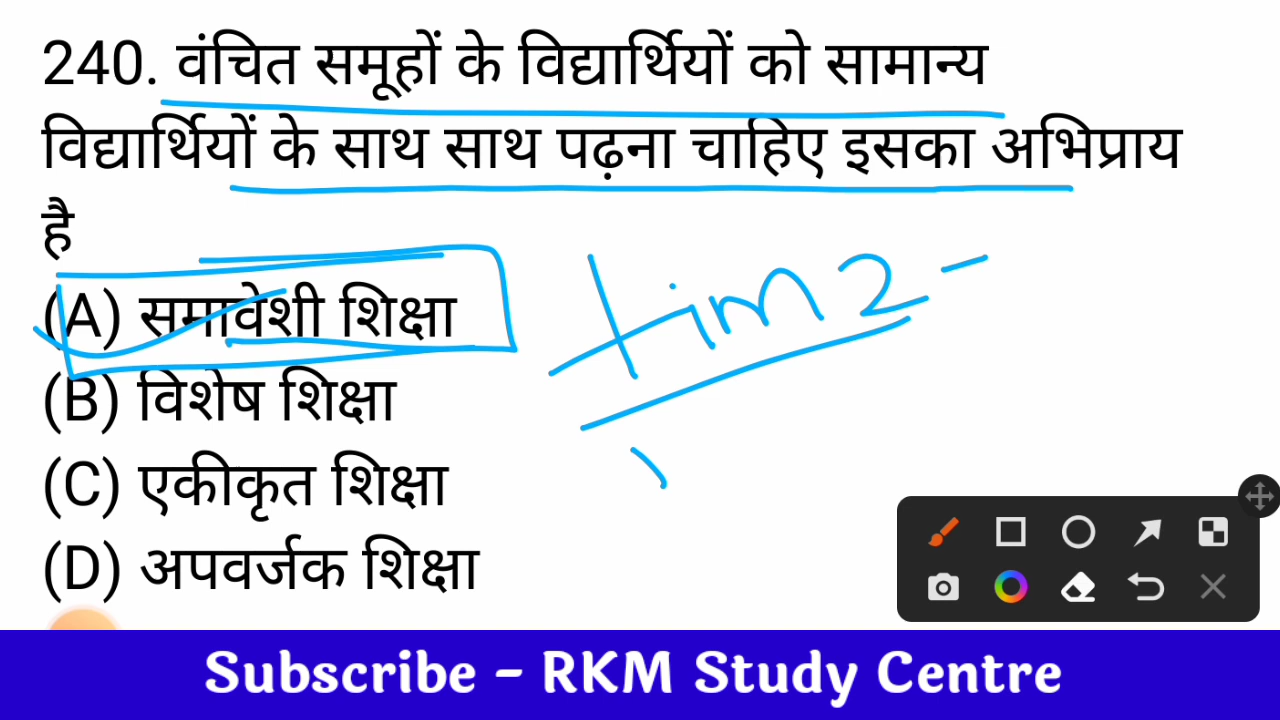 240. वंचित समूहों के विद्यार्थियों को सामान्य
विद्यार्थियों के साथ साथ पढ़ना चाहिए इसका अभिप्राय
है
(A) समावेशी शिक्षा
(B) विशेष शिक्षा
(C) एकीकृत शिक्षा
(D) अपवर्जक शिक्षा
Subscribe - RKM Study Centre